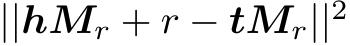 ||hM_r + r − tM_r||^2